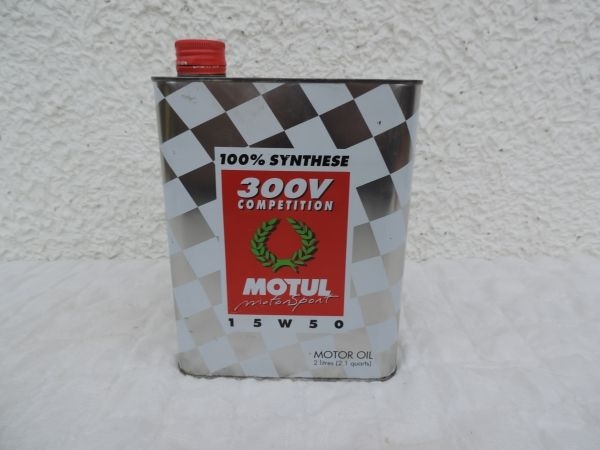 100% SYNTHESE
300V
COMPETITION
MOTUL
motorsport
15W50
MOTOR OIL
2 litres (2.1 quarts)